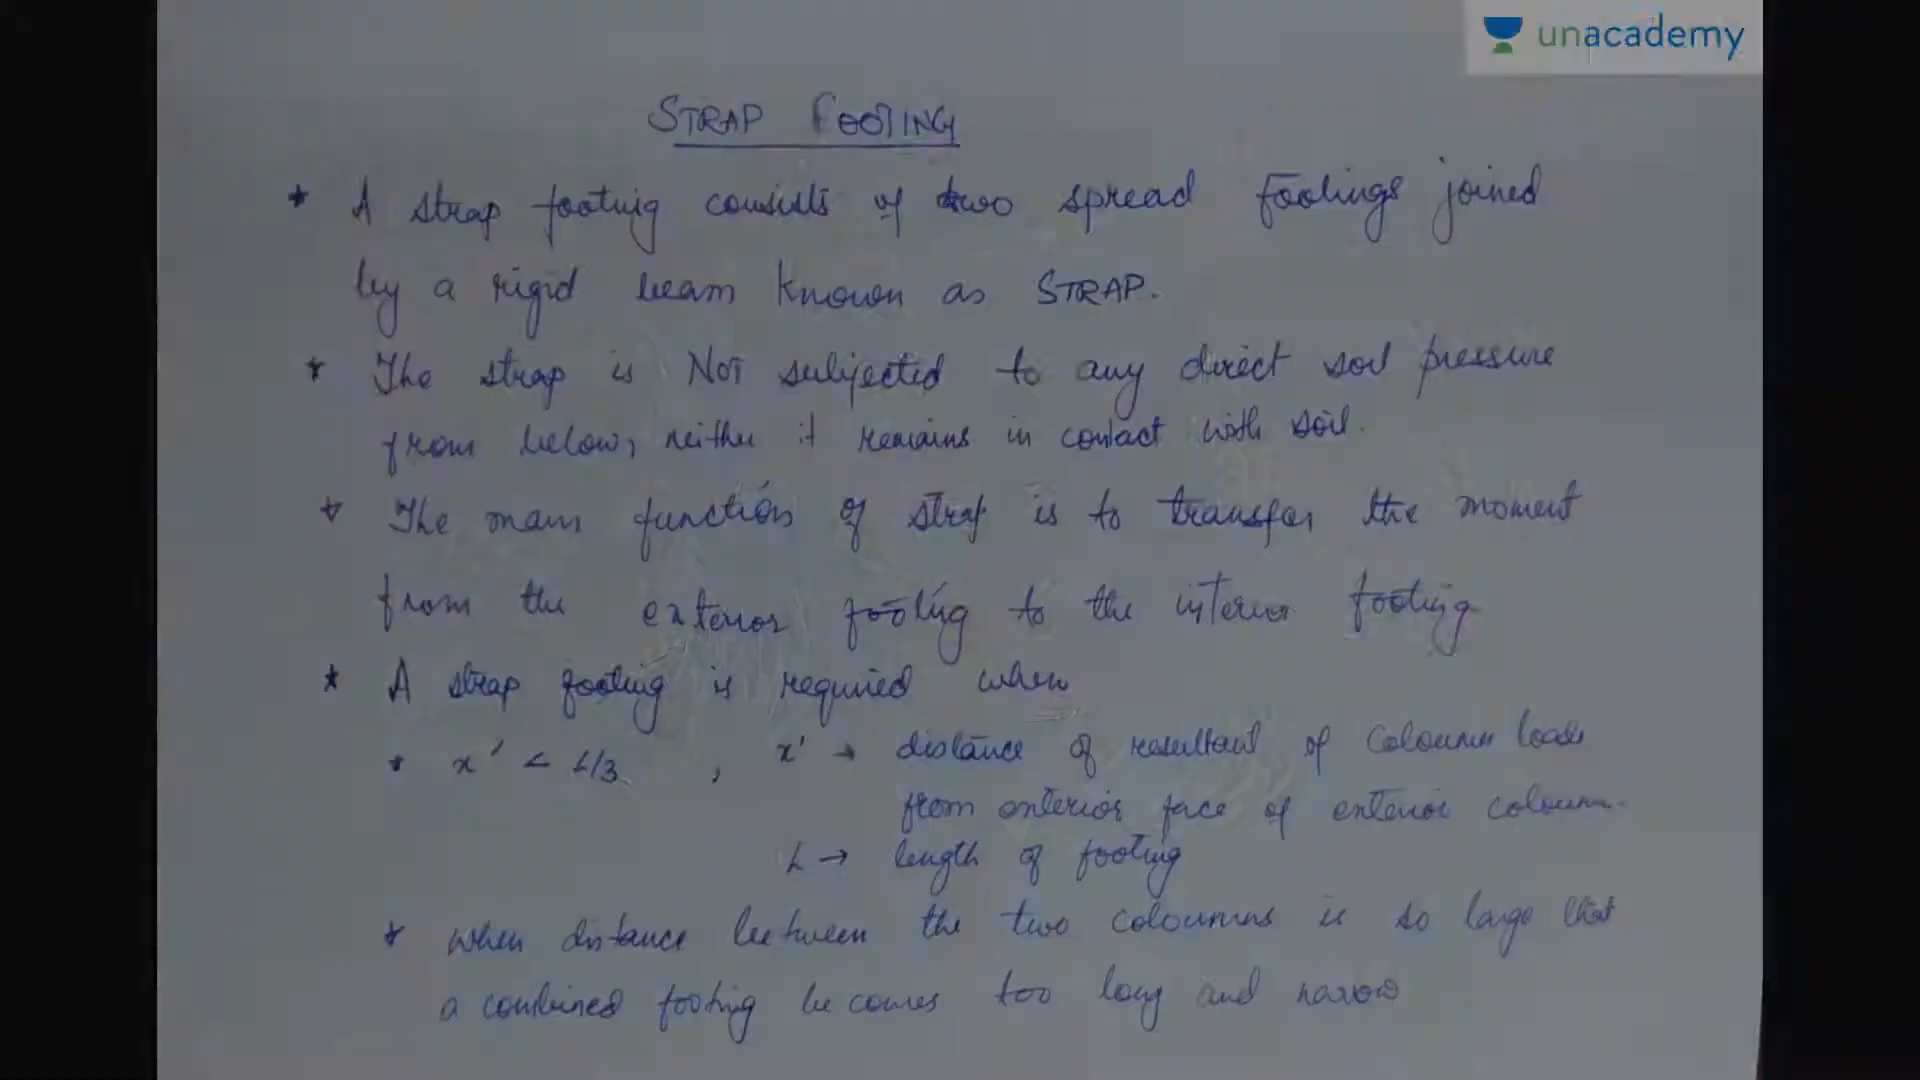 unacademy
STRAP FOOTING
* A strap footing consists of two spread footings joined
by a rigid beam known as STRAP.
* The strap is NOT subjected to any direct soil pressure
from below, neither it remains in contact with soil.
* The main function of strap is to transfer the moment
from the exterior footing to the interior footing
* A strap footing is required when
* x' < L/3 , x' → distance of resultant of coloumn loads
from exterior face of exterior coloumn.
L → length of footing
* when distance between the two coloumns is so large that
a combined footing becomes too long and narow